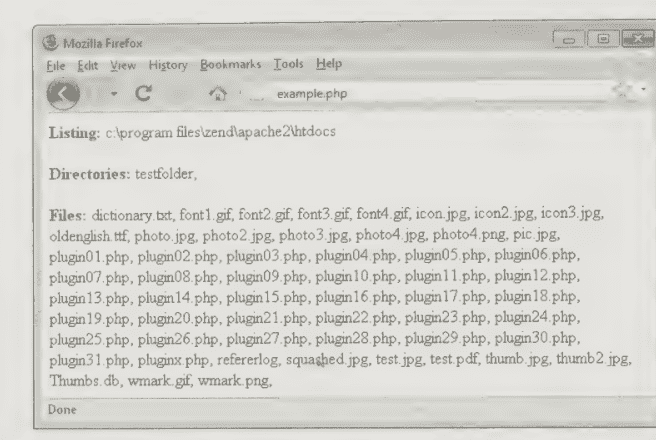 Mozilla Firefox
File Edit View History Bookmarks Tools Help
example.php
Listing: c:\program files\zend\apache2\htdocs
Directories: testfolder,
Files: dictionary.txt, font1.gif, font2.gif, font3.gif, font4.gif, icon.jpg, icon2.jpg, icon3.jpg,
oldenglish.ttf, photo.jpg, photo2.jpg, photo3.jpg, photo4.jpg, photo4.png, pic.jpg,
plugin01.php, plugin02.php, plugin03.php, plugin04.php, plugin05.php, plugin06.php,
plugin07.php, plugin08.php, plugin09.php, plugin10.php, plugin11.php, plugin12.php,
plugin13.php, plugin14.php, plugin15.php, plugin16.php, plugin17.php, plugin18.php,
plugin19.php, plugin20.php, plugin21.php, plugin22.php, plugin23.php, plugin24.php,
plugin25.php, plugin26.php, plugin27.php, plugin28.php, plugin29.php, plugin30.php,
plugin31.php, pluginx.php, refererlog, squashed.jpg, test.jpg, test.pdf, thumb.jpg, thumb2.jpg,
Thumbs.db, wmark.gif, wmark.png,
Done